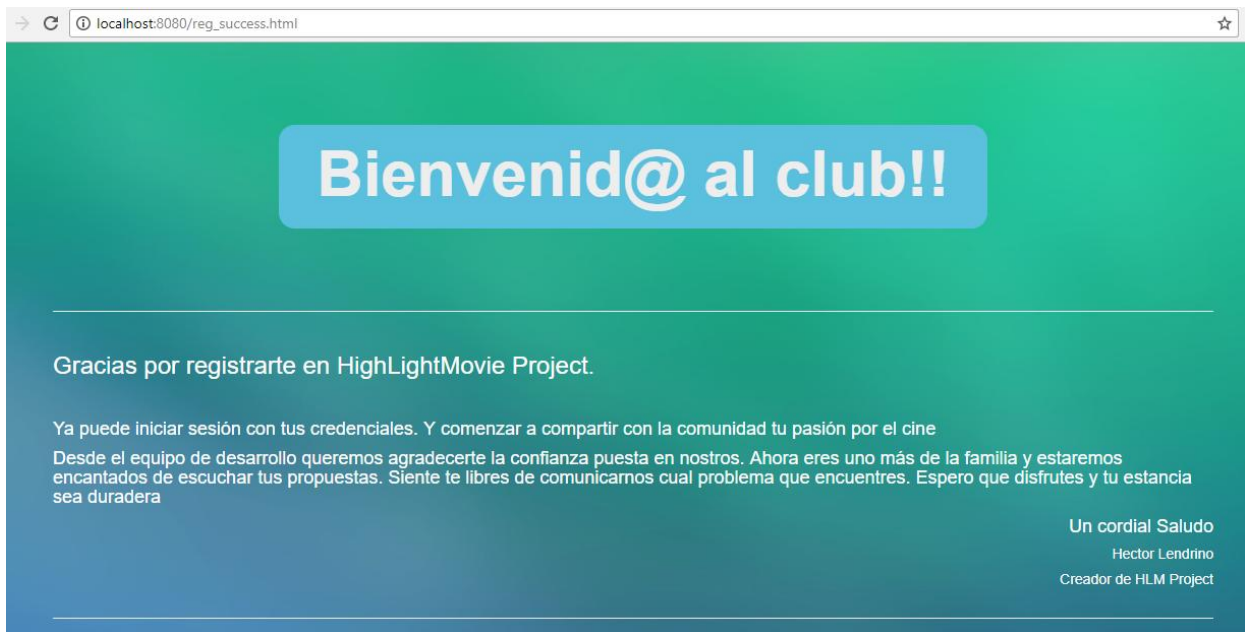 localhost:8080/reg_success.html
Bienvenid@ al club!!
Gracias por registrarte en HighLightMovie Project.
Ya puede iniciar sesión con tus credenciales. Y comenzar a compartir con la comunidad tu pasión por el cine
Desde el equipo de desarrollo queremos agradecerte la confianza puesta en nostros. Ahora eres uno más de la familia y estaremos
encantados de escuchar tus propuestas. Siente te libres de comunicarnos cual problema que encuentres. Espero que disfrutes y tu estancia
sea duradera
Un cordial Saludo
Hector Lendrino
Creador de HLM Project